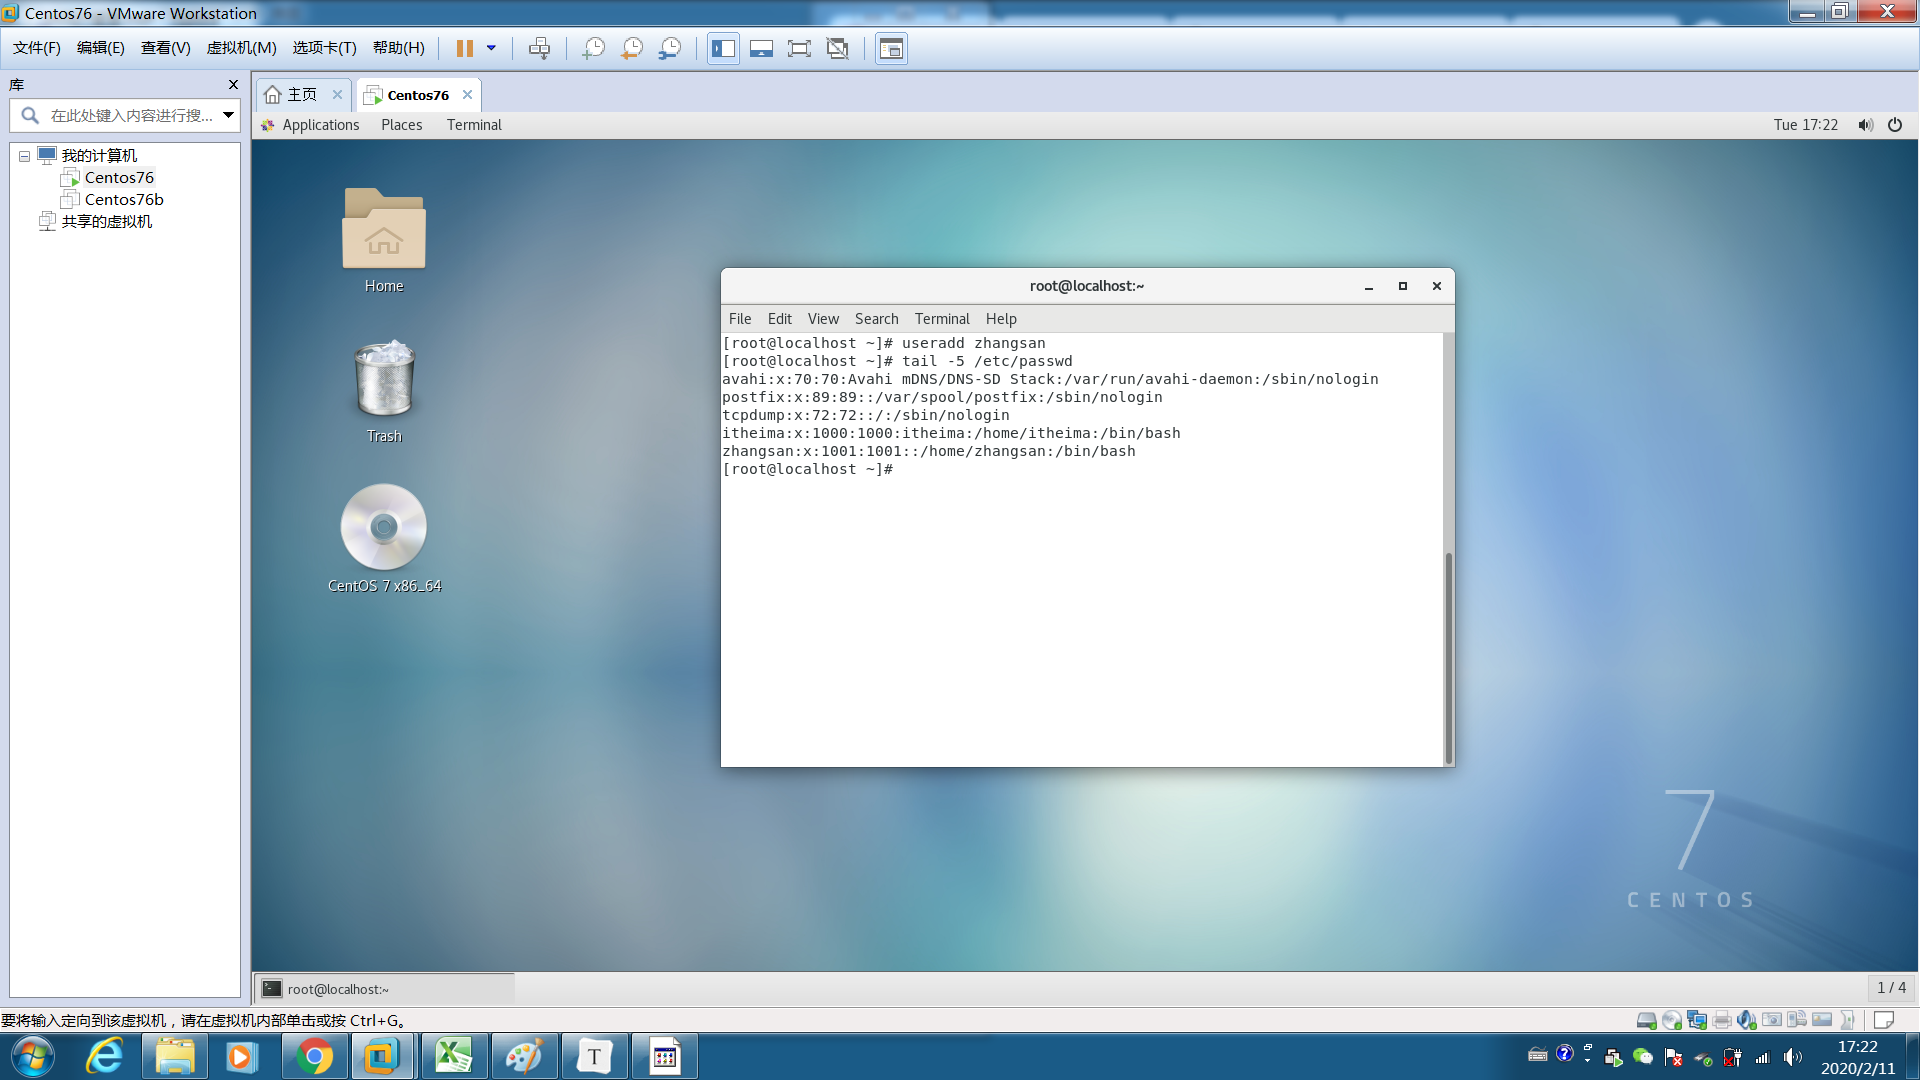 Centos76 - VMware Workstation
文件(F) 编辑(E) 查看(V) 虚拟机(M) 选项卡(T) 帮助(H)
库
在此处键入内容进行搜...
我的计算机
Centos76
Centos76b
共享的虚拟机
主页 Centos76
Applications Places Terminal Tue 17:22
Home
Trash
CentOS 7 x86_64
root@localhost:~
File Edit View Search Terminal Help
[root@localhost ~]# useradd zhangsan
[root@localhost ~]# tail -5 /etc/passwd
avahi:x:70:70:Avahi mDNS/DNS-SD Stack:/var/run/avahi-daemon:/sbin/nologin
postfix:x:89:89::/var/spool/postfix:/sbin/nologin
tcpdump:x:72:72::/:/sbin/nologin
itheima:x:1000:1000:itheima:/home/itheima:/bin/bash
zhangsan:x:1001:1001::/home/zhangsan:/bin/bash
[root@localhost ~]#
7
CENTOS
root@localhost:~ 1 / 4
要将输入定向到该虚拟机，请在虚拟机内部单击或按 Ctrl+G。
T
17:22
2020/2/11